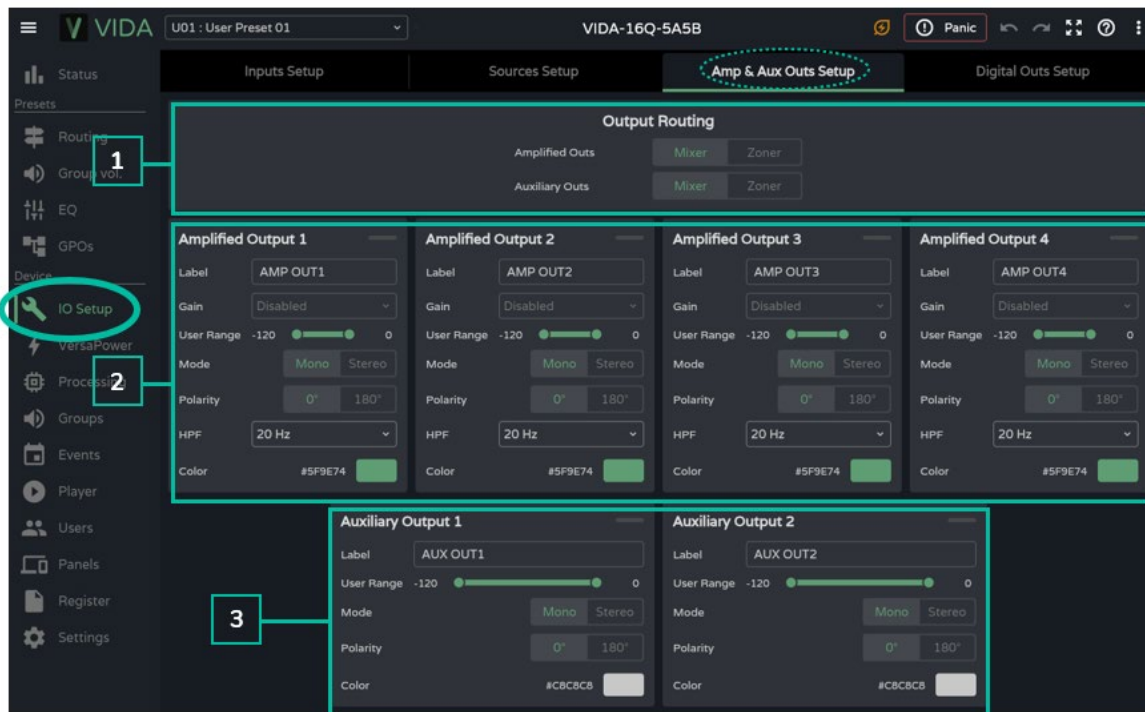 VIDA
U01 : User Preset 01
VIDA-16Q-5A5B
Panic
Status
Presets
Routing
Group vol.
EQ
GPOs
Device
IO Setup
VersaPower
Processing
Groups
Events
Player
Users
Panels
Register
Settings
Inputs Setup
Sources Setup
Amp & Aux Outs Setup
Digital Outs Setup
1
Output Routing
Amplified Outs Mixer Zoner
Auxiliary Outs Mixer Zoner
2
Amplified Output 1
Label AMP OUT1
Gain Disabled
User Range -120 0
Mode Mono Stereo
Polarity 0° 180°
HPF 20 Hz
Color #5F9E74
Amplified Output 2
Label AMP OUT2
Gain Disabled
User Range -120 0
Mode Mono Stereo
Polarity 0° 180°
HPF 20 Hz
Color #5F9E74
Amplified Output 3
Label AMP OUT3
Gain Disabled
User Range -120 0
Mode Mono Stereo
Polarity 0° 180°
HPF 20 Hz
Color #5F9E74
Amplified Output 4
Label AMP OUT4
Gain Disabled
User Range -120 0
Mode Mono Stereo
Polarity 0° 180°
HPF 20 Hz
Color #5F9E74
3
Auxiliary Output 1
Label AUX OUT1
User Range -120 0
Mode Mono Stereo
Polarity 0° 180°
Color #C8C8C8
Auxiliary Output 2
Label AUX OUT2
User Range -120 0
Mode Mono Stereo
Polarity 0° 180°
Color #C8C8C8